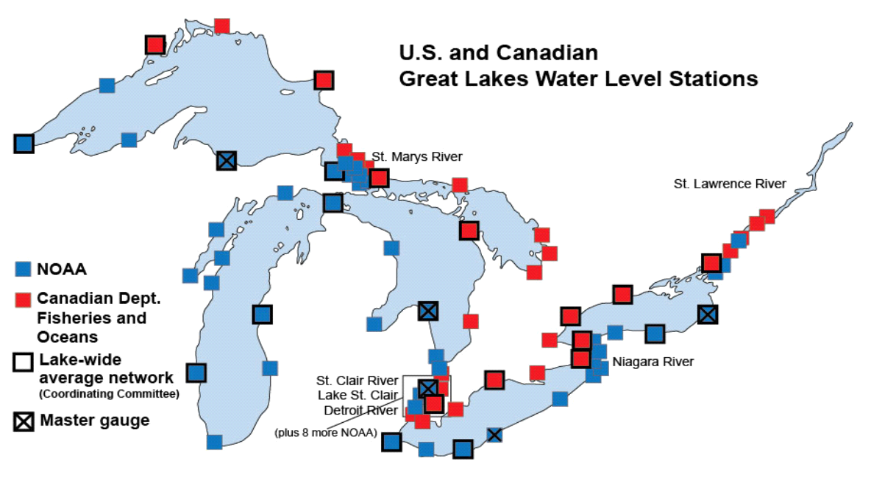 U.S. and Canadian
Great Lakes Water Level Stations
St. Marys River
St. Lawrence River
NOAA
Canadian Dept.
Fisheries and
Oceans
Lake-wide
average network
(Coordinating Committee)
Master gauge
Niagara River
St. Clair River
Lake St. Clair
Detroit River
(plus 8 more NOAA)